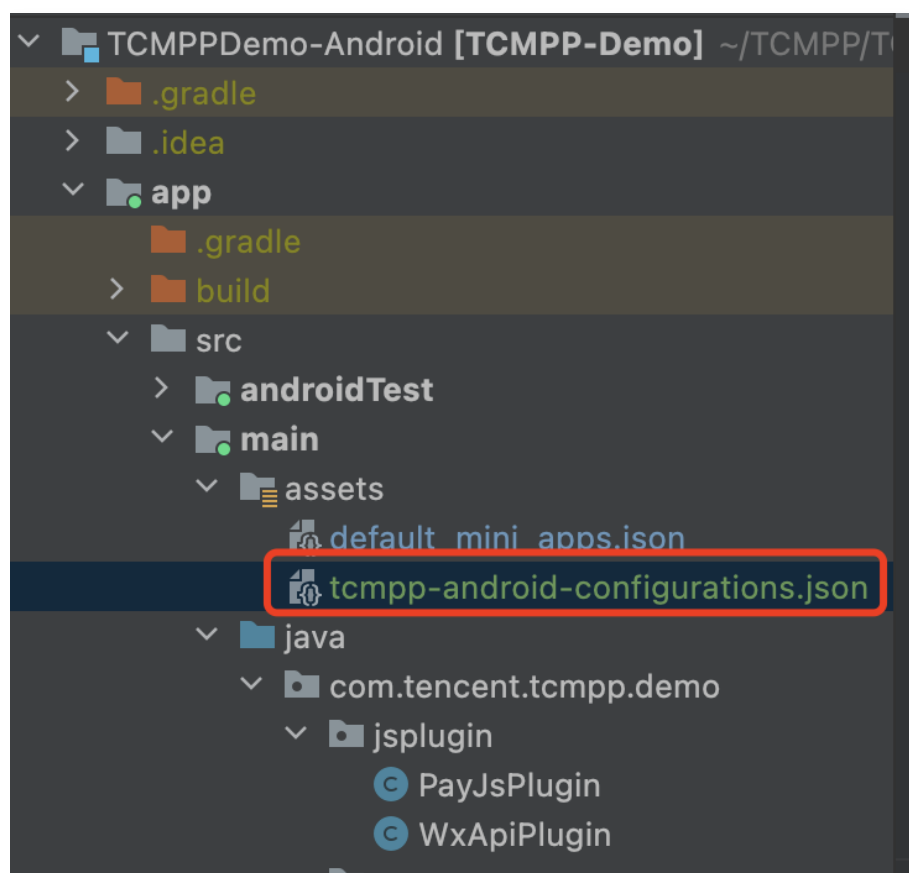 TCMPPDemo-Android [TCMPP-Demo] ~/TCMPP/T
.gradle
.idea
app
.gradle
build
src
androidTest
main
assets
default_mini_apps.json
tcmpp-android-configurations.json
java
com.tencent.tcmpp.demo
jsplugin
C PayJsPlugin
C WxApiPlugin